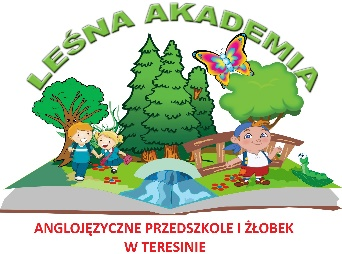 LEŚNA AKADEMIA
ANGLOJĘZYCZNE PRZEDSZKOLE I ŻŁOBEK
W TERESINIE